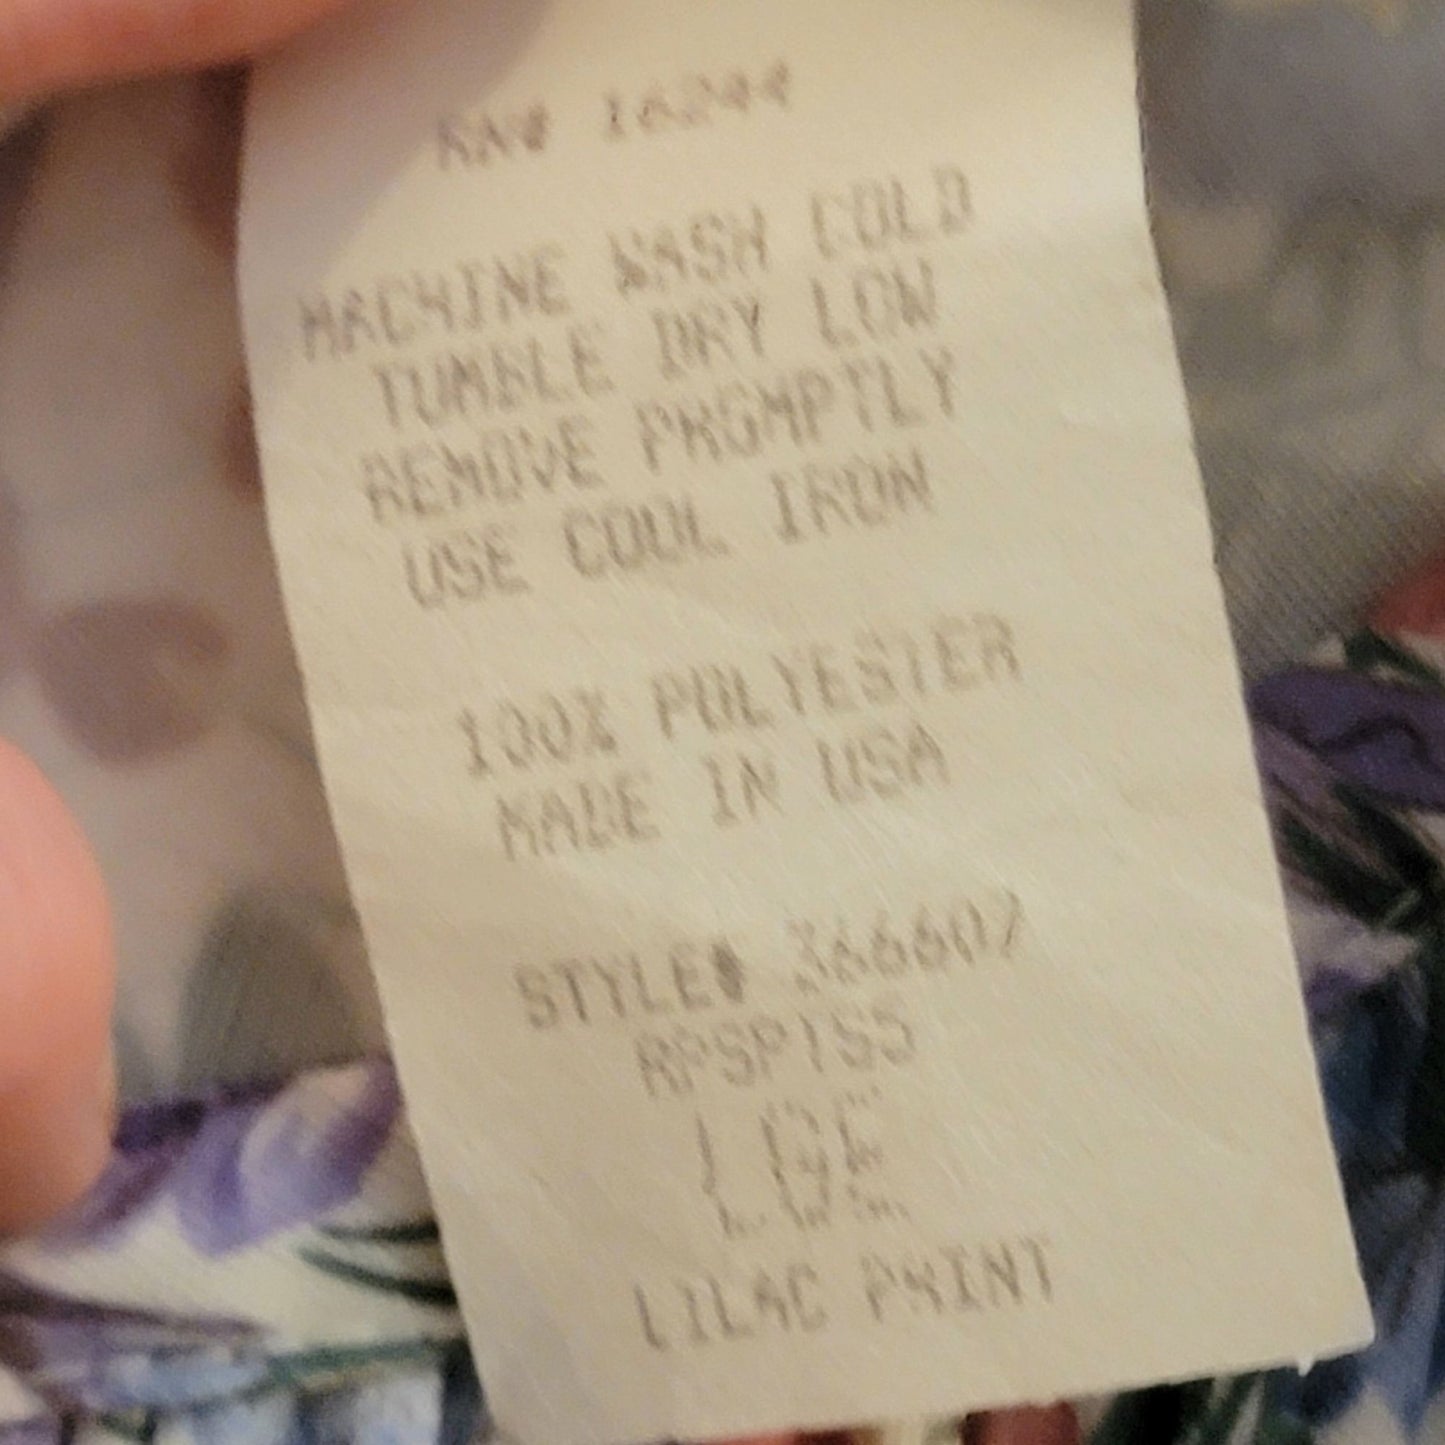 RN# 16244
MACHINE WASH COLD
TUMBLE DRY LOW
REMOVE PROMPTLY
USE COOL IRON
100% POLYESTER
MADE IN USA
STYLE# 366607
LILAC PRINT